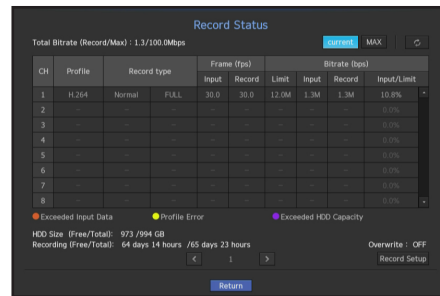 Record Status
Total Bitrate (Record/Max) : 1.3/100.0Mbps current MAX
CH Profile Record type Frame (fps) Bitrate (bps)
Input Record Limit Input Record Input/Limit
1 H.264 Normal FULL 30.0 30.0 12.0M 1.3M 1.3M 10.8%
2 -- -- -- -- -- -- -- -- 0.0%
3 -- -- -- -- -- -- -- -- 0.0%
4 -- -- -- -- -- -- -- -- 0.0%
5 -- -- -- -- -- -- -- -- 0.0%
6 -- -- -- -- -- -- -- -- 0.0%
7 -- -- -- -- -- -- -- -- 0.0%
8 -- -- -- -- -- -- -- -- 0.0%
Exceeded Input Data Profile Error Exceeded HDD Capacity
HDD Size (Free/Total): 973 /994 GB
Recording (Free/Total): 64 days 14 hours /65 days 23 hours Overwrite : OFF
< 1 > Record Setup
Return